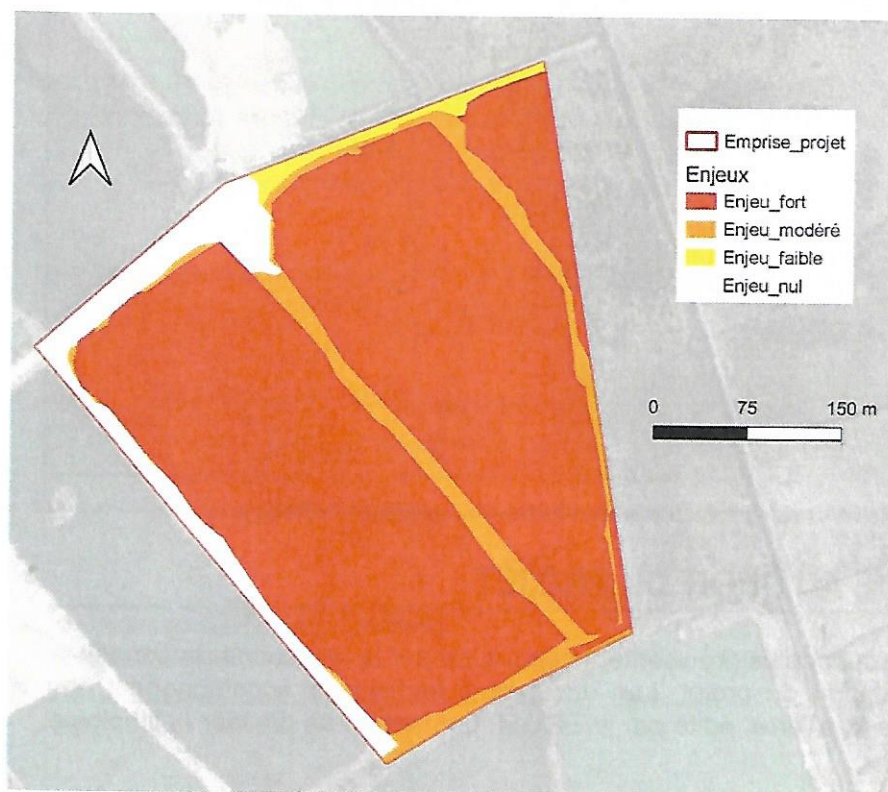 Emprise_projet
Enjeux
Enjeu_fort
Enjeu_modéré
Enjeu_faible
Enjeu_nul
0 75 150 m